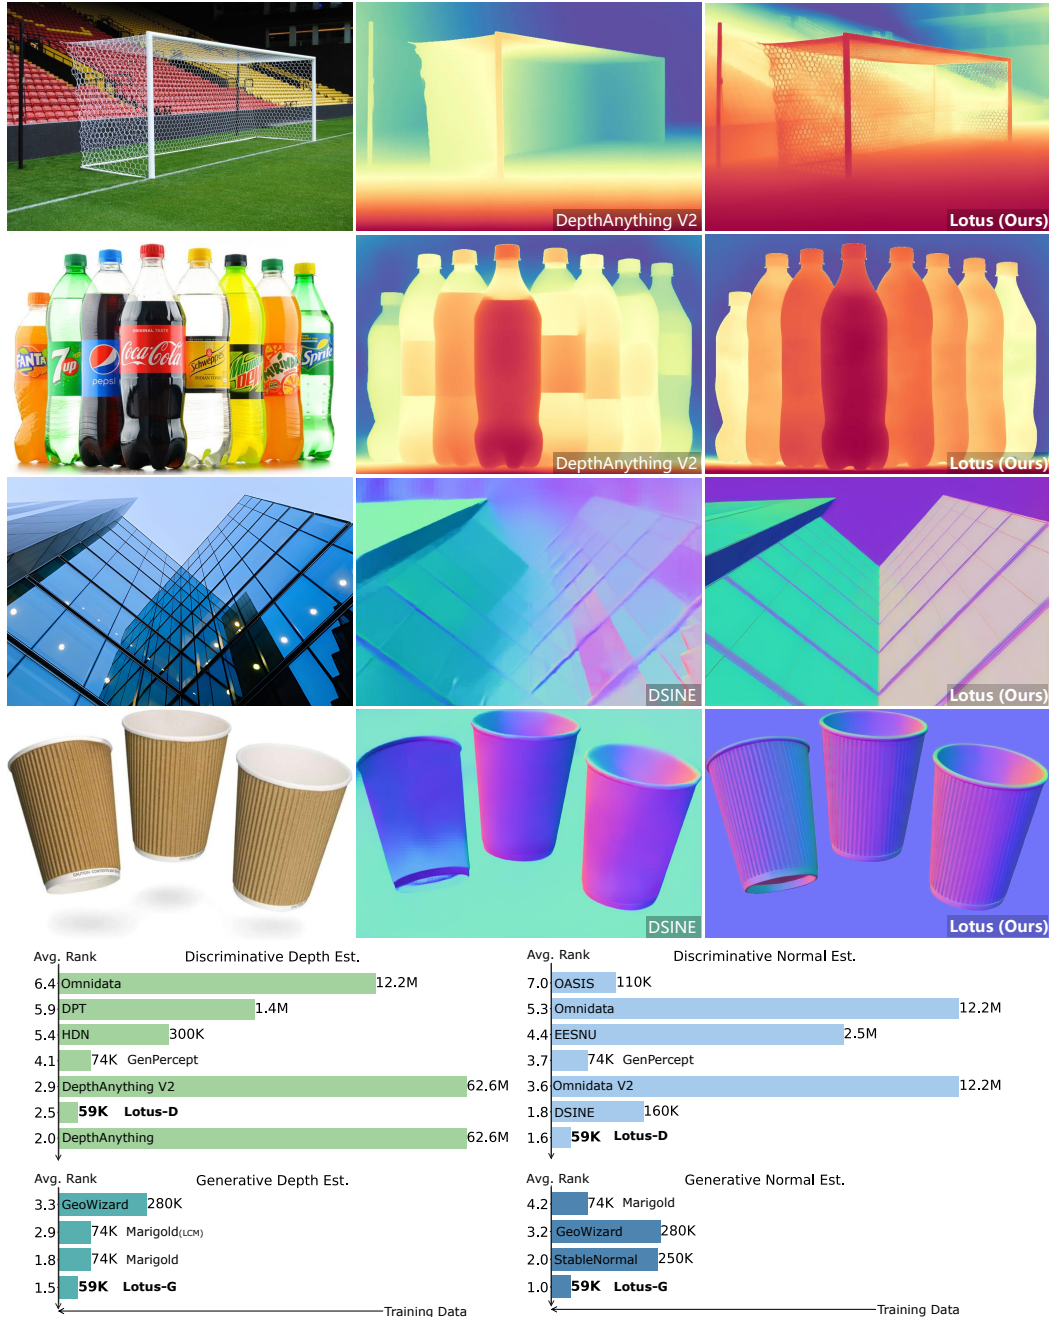 DepthAnything V2
Lotus (Ours)
FANTA
7up
pepsi
ORIGINAL TASTE
Coca-Cola
Schweppes
INDIAN TONIC
Mountain
DEW
MIRINDA
Sprite
DepthAnything V2
Lotus (Ours)
DSINE
Lotus (Ours)
DSINE
Lotus (Ours)
Avg. Rank
Discriminative Depth Est.
6.4 Omnidata 12.2M
5.9 DPT 1.4M
5.4 HDN 300K
4.1 74K GenPercept
2.9 DepthAnything V2 62.6M
2.5 59K Lotus-D
2.0 DepthAnything 62.6M
Avg. Rank
Discriminative Normal Est.
7.0 OASIS 110K
5.3 Omnidata 12.2M
4.4 EESNU 2.5M
3.7 74K GenPercept
3.6 Omnidata V2 12.2M
1.8 DSINE 160K
1.6 59K Lotus-D
Avg. Rank
Generative Depth Est.
3.3 GeoWizard 280K
2.9 74K Marigold(LCM)
1.8 74K Marigold
1.5 59K Lotus-G
Training Data
Avg. Rank
Generative Normal Est.
4.2 74K Marigold
3.2 GeoWizard 280K
2.0 StableNormal 250K
1.0 59K Lotus-G
Training Data